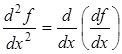 d²f/dx² = d/dx (df/dx)